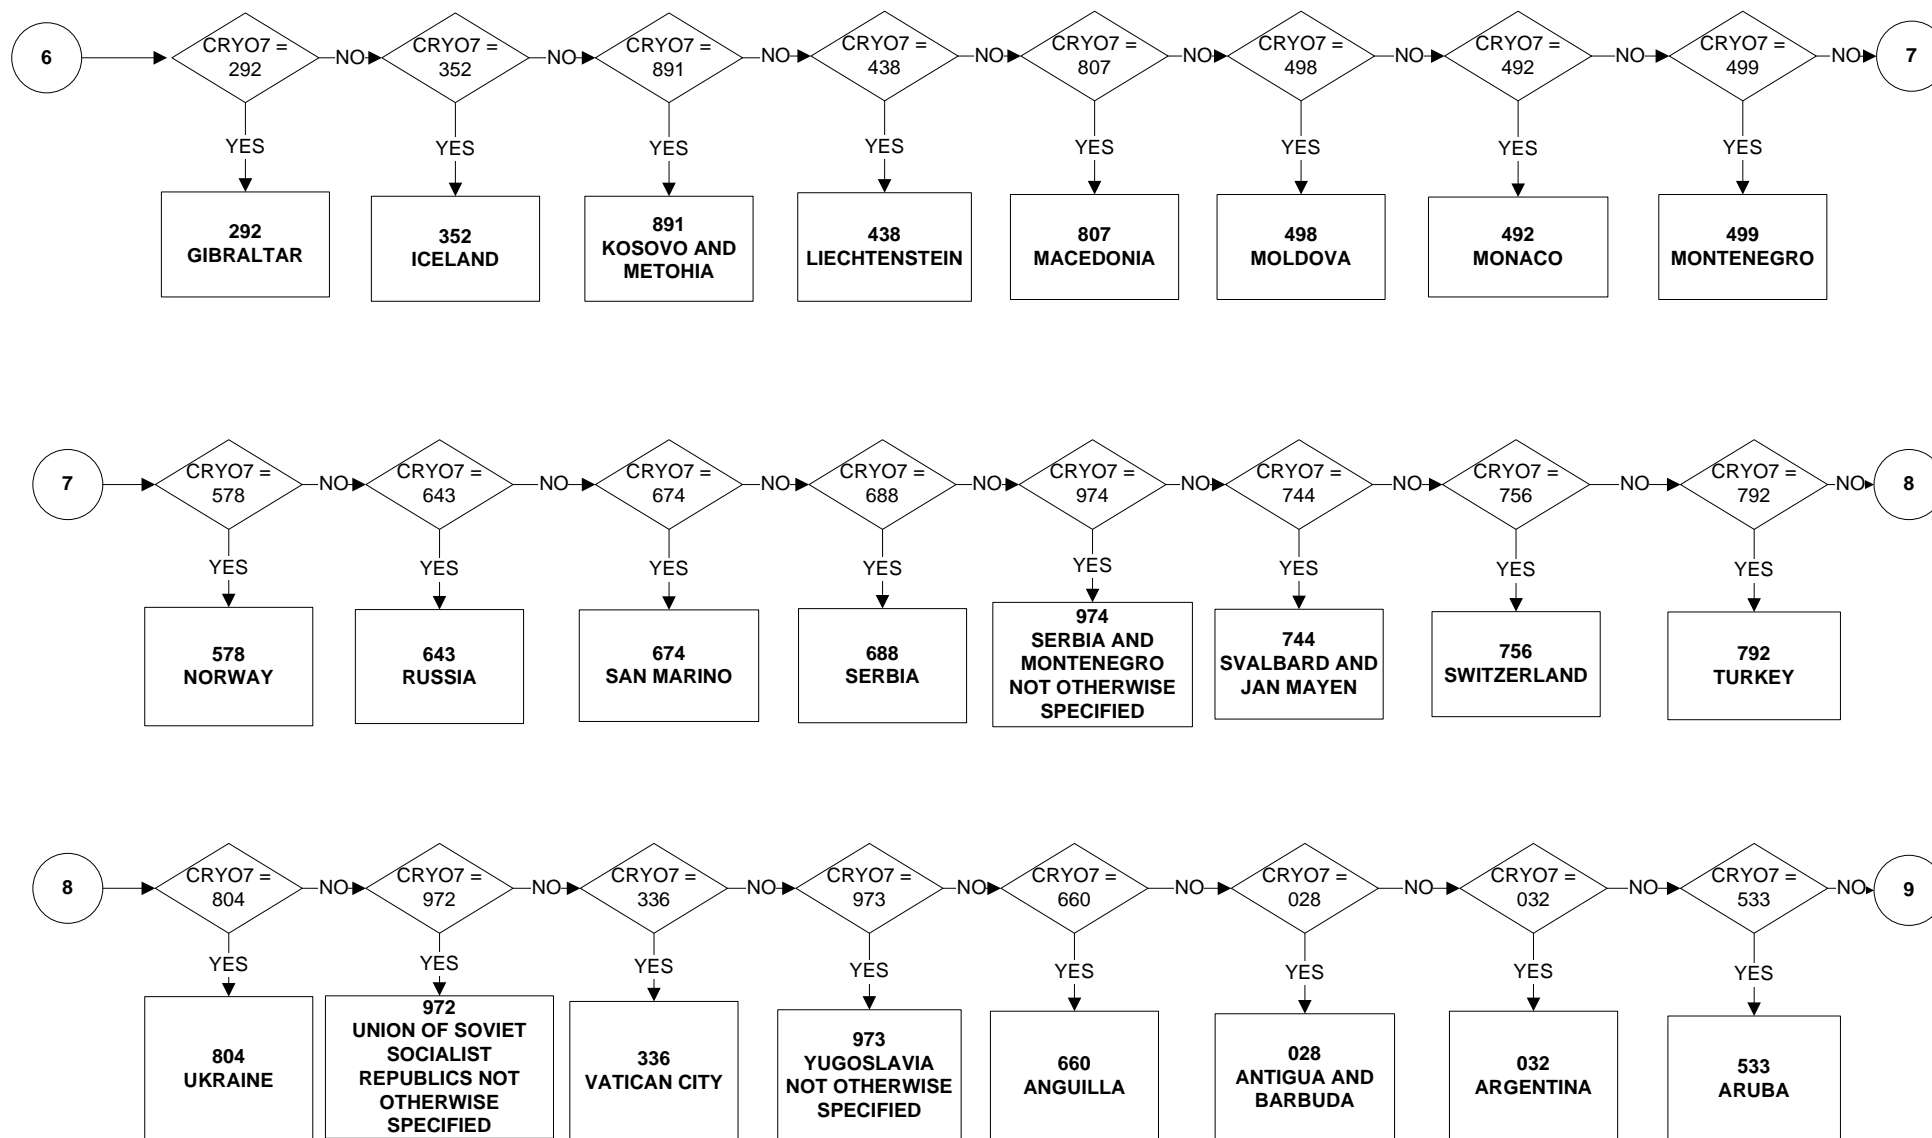 6
CRYO7 =
292
NO
CRYO7 =
352
NO
CRYO7 =
891
NO
CRYO7 =
438
NO
CRYO7 =
807
NO
CRYO7 =
498
NO
CRYO7 =
492
NO
CRYO7 =
499
NO
7
YES
YES
YES
YES
YES
YES
YES
YES
292
GIBRALTAR
352
ICELAND
891
KOSOVO AND
METOHIA
438
LIECHTENSTEIN
807
MACEDONIA
498
MOLDOVA
492
MONACO
499
MONTENEGRO
7
CRYO7 =
578
NO
CRYO7 =
643
NO
CRYO7 =
674
NO
CRYO7 =
688
NO
CRYO7 =
974
NO
CRYO7 =
744
NO
CRYO7 =
756
NO
CRYO7 =
792
NO
8
YES
YES
YES
YES
YES
YES
YES
YES
578
NORWAY
643
RUSSIA
674
SAN MARINO
688
SERBIA
974
SERBIA AND
MONTENEGRO
NOT OTHERWISE
SPECIFIED
744
SVALBARD AND
JAN MAYEN
756
SWITZERLAND
792
TURKEY
8
CRYO7 =
804
NO
CRYO7 =
972
NO
CRYO7 =
336
NO
CRYO7 =
973
NO
CRYO7 =
660
NO
CRYO7 =
028
NO
CRYO7 =
032
NO
CRYO7 =
533
NO
9
YES
YES
YES
YES
YES
YES
YES
YES
804
UKRAINE
972
UNION OF SOVIET
SOCIALIST
REPUBLICS NOT
OTHERWISE
SPECIFIED
336
VATICAN CITY
973
YUGOSLAVIA
NOT OTHERWISE
SPECIFIED
660
ANGUILLA
028
ANTIGUA AND
BARBUDA
032
ARGENTINA
533
ARUBA